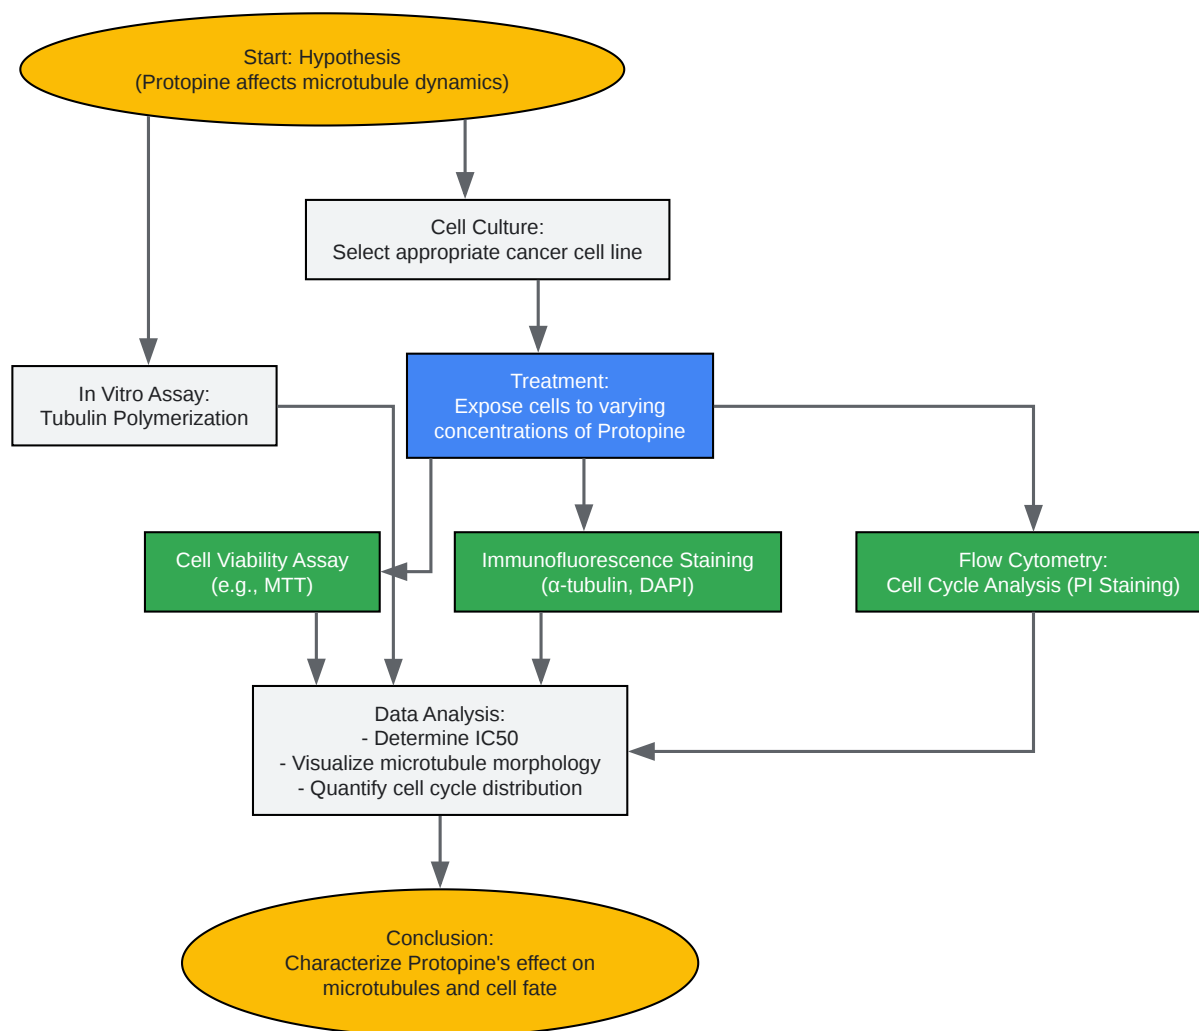 Start: Hypothesis
(Protopine affects microtubule dynamics)
Cell Culture:
Select appropriate cancer cell line
In Vitro Assay:
Tubulin Polymerization
Treatment:
Expose cells to varying
concentrations of Protopine
Cell Viability Assay
(e.g., MTT)
Immunofluorescence Staining
(α-tubulin, DAPI)
Flow Cytometry:
Cell Cycle Analysis (PI Staining)
Data Analysis:
- Determine IC50
- Visualize microtubule morphology
- Quantify cell cycle distribution
Conclusion:
Characterize Protopine's effect on
microtubules and cell fate